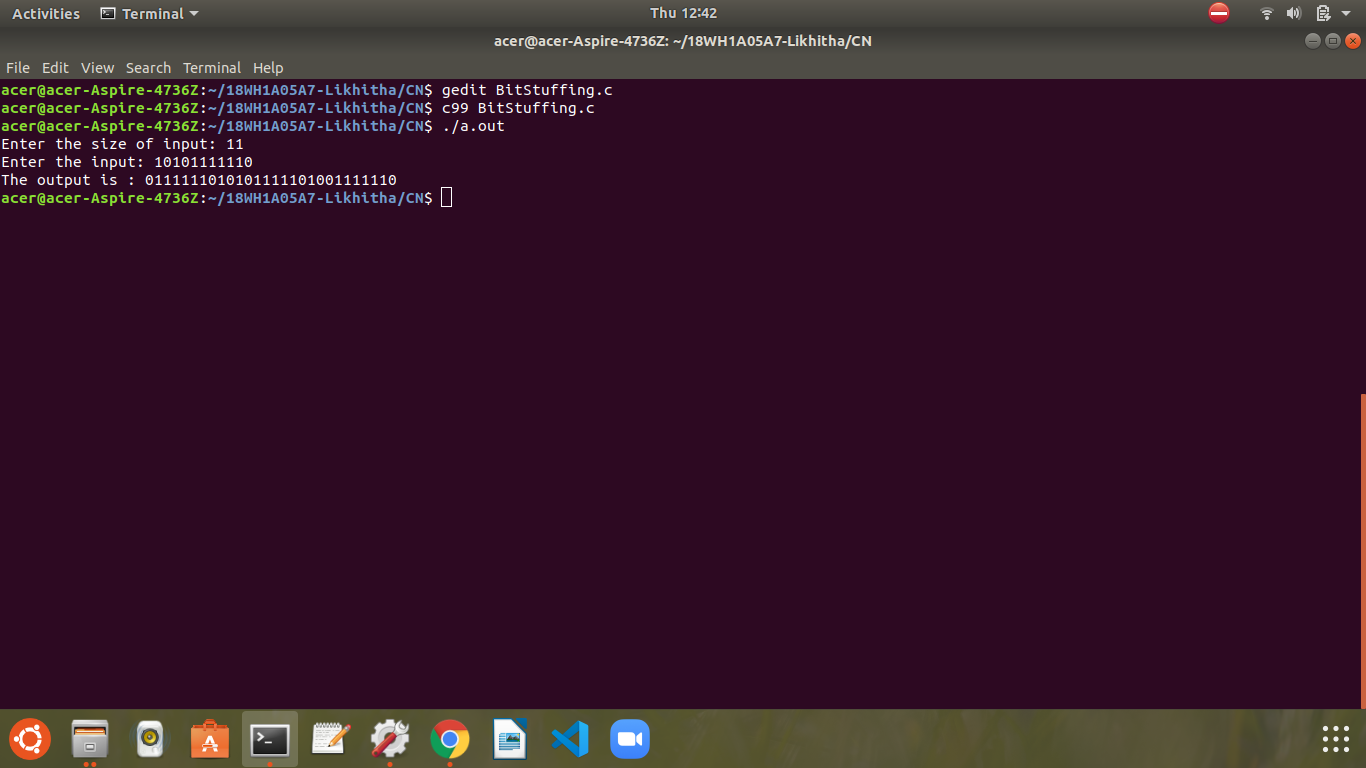 Activities Terminal Thu 12:42
acer@acer-Aspire-4736Z: ~/18WH1A05A7-Likhitha/CN
File Edit View Search Terminal Help
acer@acer-Aspire-4736Z:~/18WH1A05A7-Likhitha/CN$ gedit BitStuffing.c
acer@acer-Aspire-4736Z:~/18WH1A05A7-Likhitha/CN$ c99 BitStuffing.c
acer@acer-Aspire-4736Z:~/18WH1A05A7-Likhitha/CN$ ./a.out
Enter the size of input: 11
Enter the input: 10101111110
The output is : 0111111010101111101001111110
acer@acer-Aspire-4736Z:~/18WH1A05A7-Likhitha/CN$